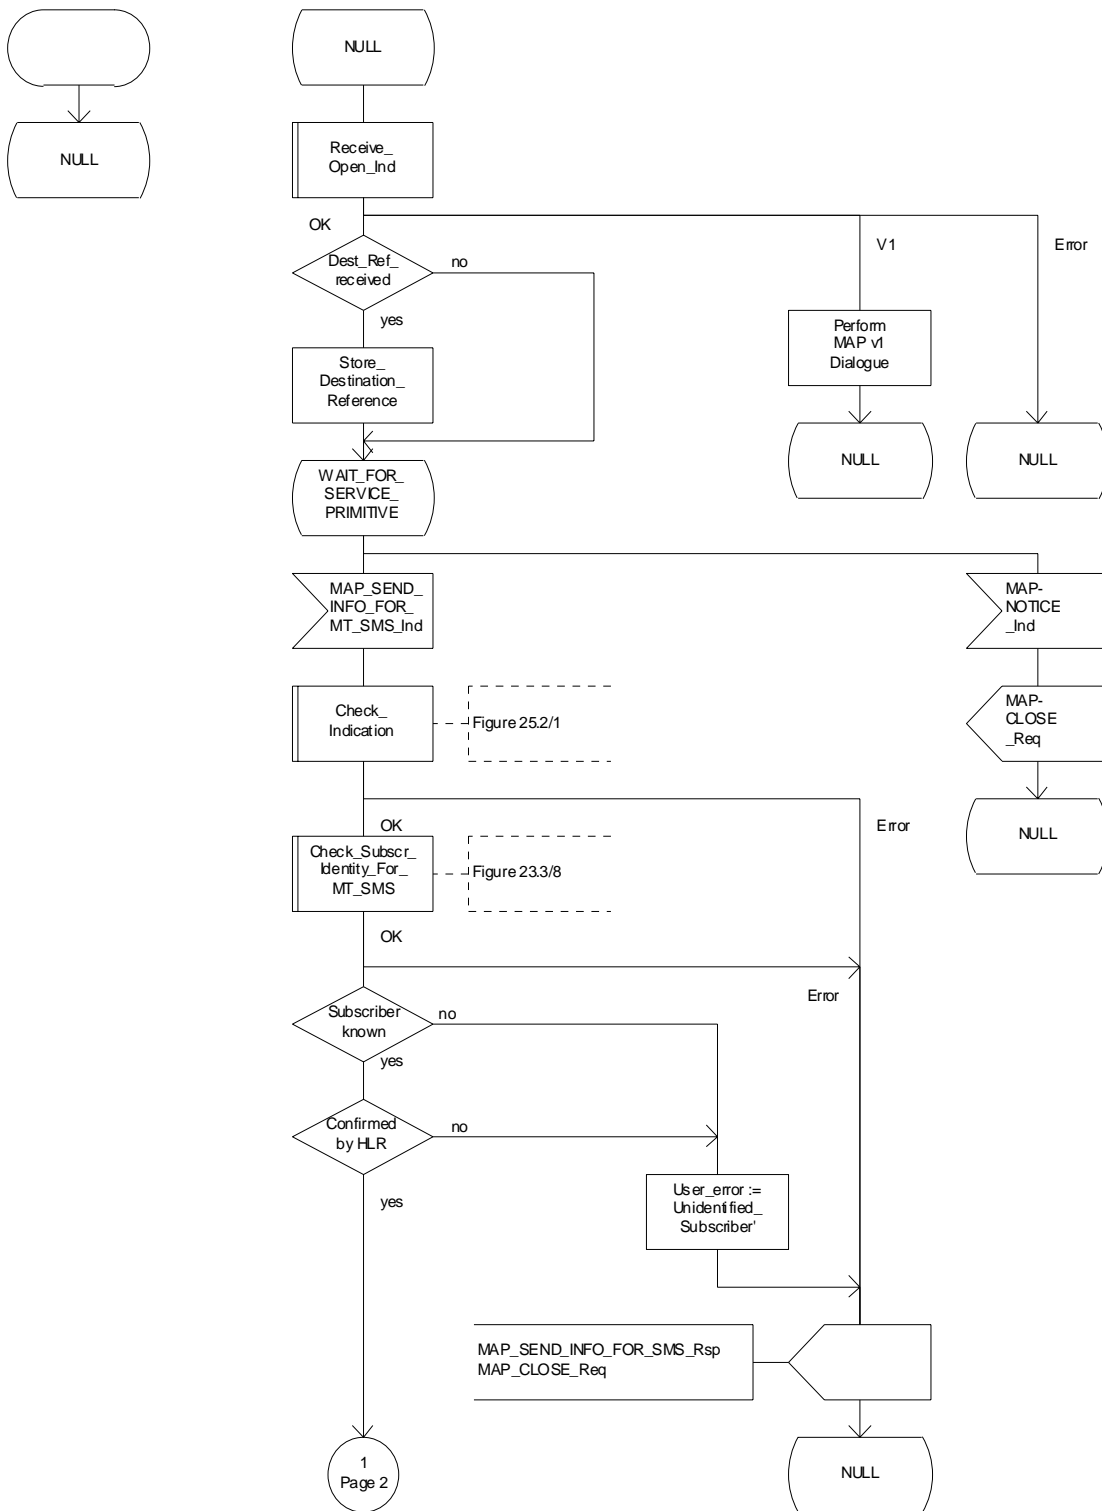 NULL
NULL
Receive_
Open_Ind
OK
V1
Error
Dest_Ref_
received
no
yes
Perform
MAP v1
Dialogue
Store_
Destination_
Reference
NULL
NULL
WAIT_FOR_
SERVICE_
PRIMITIVE
MAP_SEND_
INFO_FOR_
MT_SMS_Ind
MAP-
NOTICE
_Ind
Check_
Indication
Figure 25.2/1
MAP-
CLOSE
_Req
OK
Error
NULL
Check_Subscr_
Identity_For_
MT_SMS
Figure 23.3/8
OK
Error
Subscriber
known
no
yes
Confirmed
by HLR
no
yes
User_error :=
Unidentified_
Subscriber'
MAP_SEND_INFO_FOR_SMS_Rsp
MAP_CLOSE_Req
1
Page 2
NULL